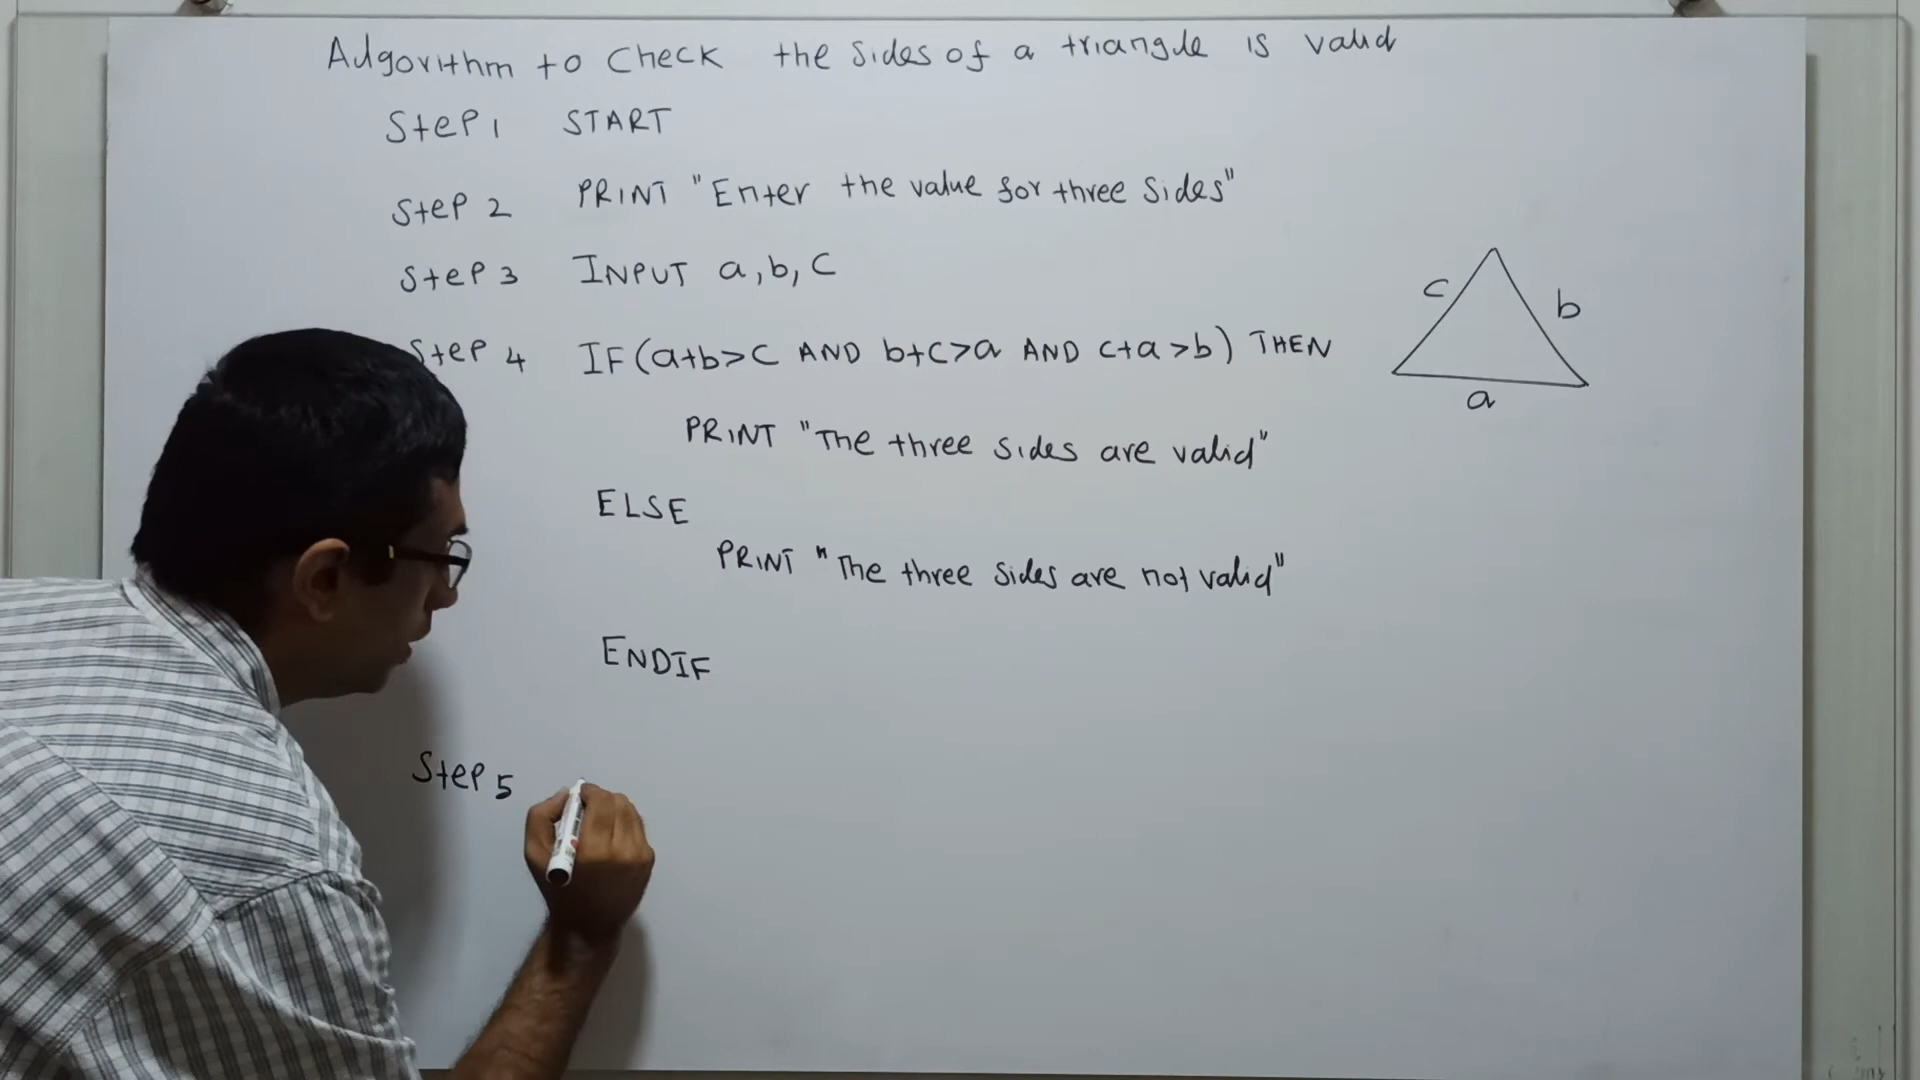 Algorithm to Check the sides of a triangle is valid
Step 1 START
Step 2 PRINT "Enter the value for three sides"
Step 3 INPUT a, b, c
Step 4 IF (a+b>c AND b+c>a AND c+a>b) THEN
c
b
a
PRINT "The three sides are valid"
ELSE
PRINT "The three sides are not valid"
ENDIF
Step 5